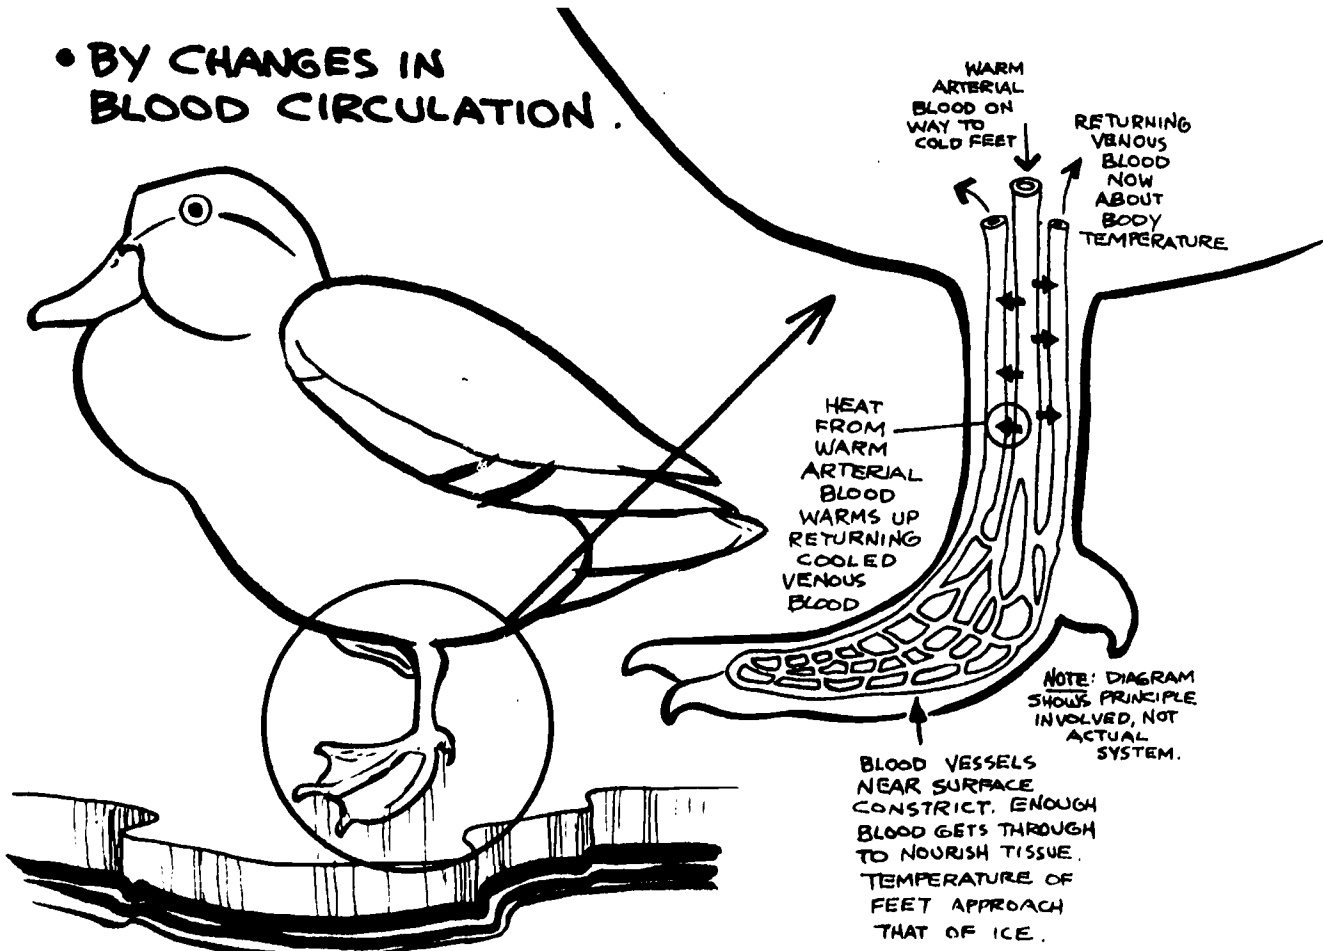 • BY CHANGES IN
BLOOD CIRCULATION.
WARM
ARTERIAL
BLOOD ON
WAY TO
COLD FEET
RETURNING
VENOUS
BLOOD
NOW
ABOUT
BODY
TEMPERATURE
HEAT
FROM
WARM
ARTERIAL
BLOOD
WARMS UP
RETURNING
COOLED
VENOUS
BLOOD
NOTE: DIAGRAM
SHOWS PRINCIPLE
INVOLVED, NOT
ACTUAL
SYSTEM.
BLOOD VESSELS
NEAR SURFACE
CONSTRICT. ENOUGH
BLOOD GETS THROUGH
TO NOURISH TISSUE.
TEMPERATURE OF
FEET APPROACH
THAT OF ICE.